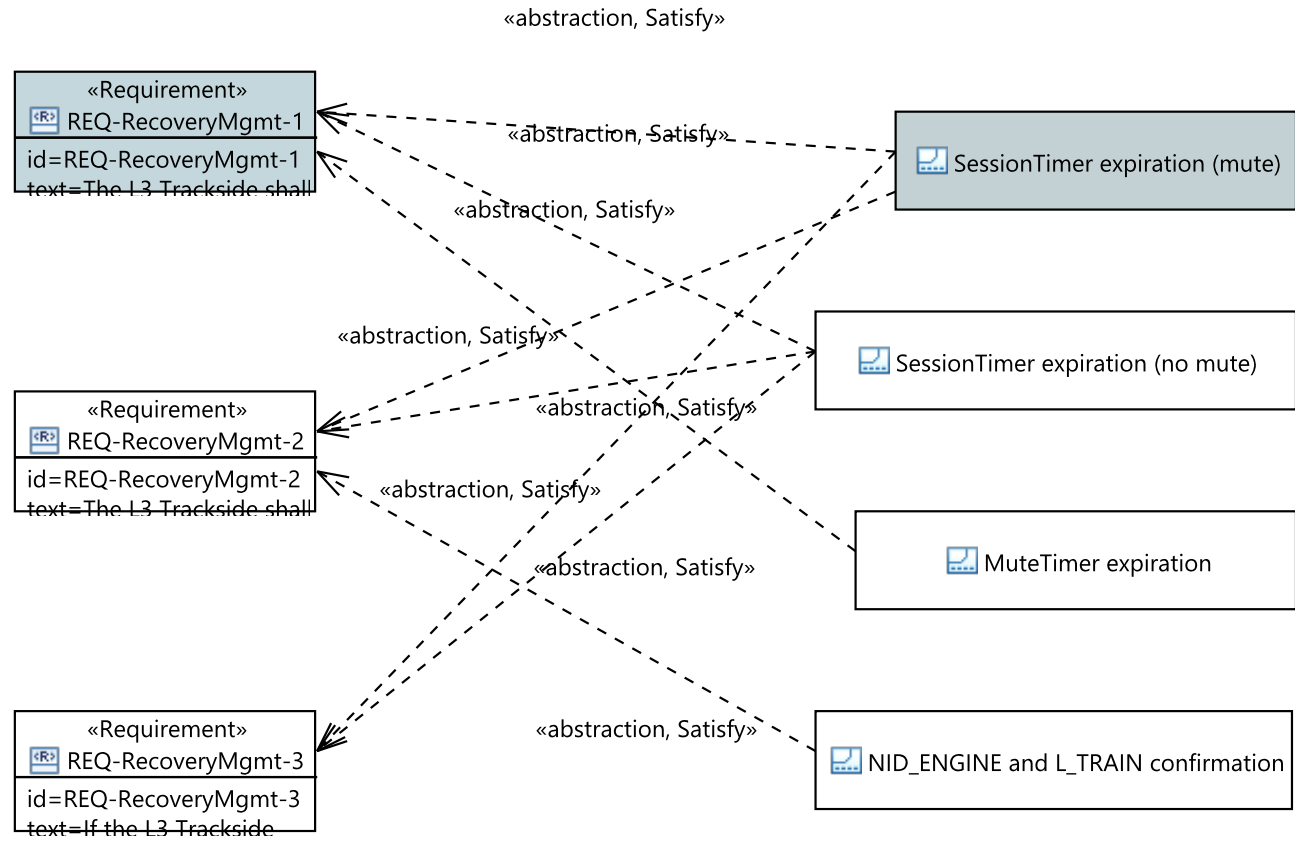 «abstraction, Satisfy»
«Requirement»
REQ-RecoveryMgmt-1
id=REQ-RecoveryMgmt-1
text=The L3 Trackside shall
«abstraction, Satisfy»
SessionTimer expiration (mute)
«abstraction, Satisfy»
«abstraction, Satisfy»
SessionTimer expiration (no mute)
«Requirement»
REQ-RecoveryMgmt-2
id=REQ-RecoveryMgmt-2
text=The L3 Trackside shall
«abstraction, Satisfy»
«abstraction, Satisfy»
«abstraction, Satisfy»
MuteTimer expiration
«Requirement»
REQ-RecoveryMgmt-3
id=REQ-RecoveryMgmt-3
text=If the L3 Trackside
«abstraction, Satisfy»
NID_ENGINE and L_TRAIN confirmation